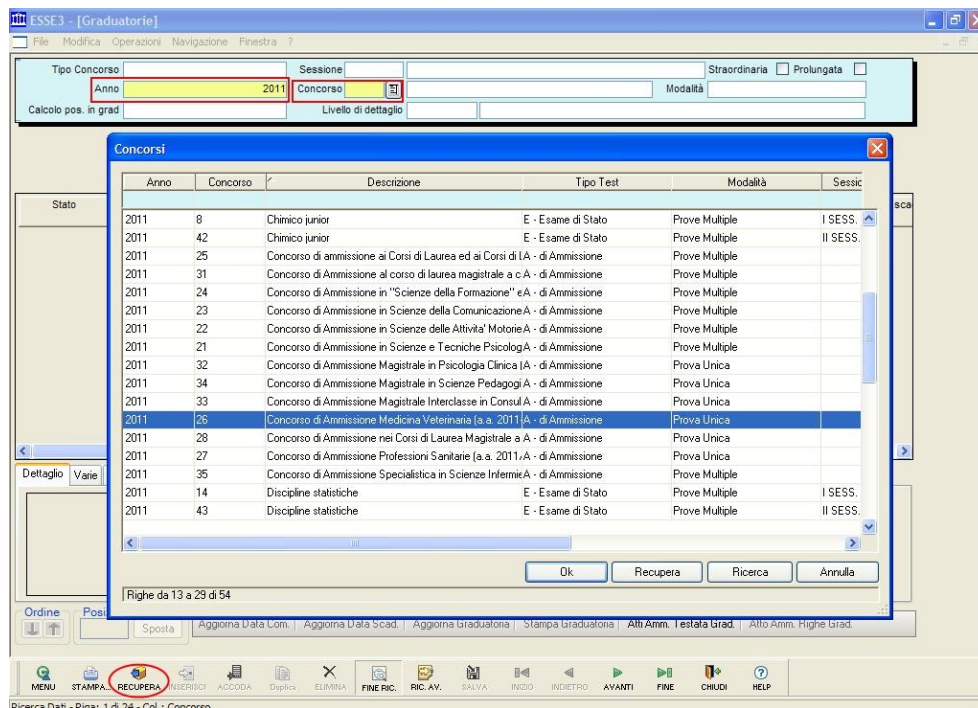 ESSE3 - [Graduatorie]
File Modifica Operazioni Navigazione Finestra ?
Tipo Concorso Sessione Straordinaria Prolungata
Anno 2011 Concorso Modalità
Calcolo pos. in grad Livello di dettaglio
Concorsi
Anno Concorso Descrizione Tipo Test Modalità Sessic
Stato sca
2011 8 Chimico junior E - Esame di Stato Prove Multiple I SESS.
2011 42 Chimico junior E - Esame di Stato Prove Multiple II SESS.
2011 25 Concorso di ammissione ai Corsi di Laurea ed ai Corsi di L A - di Ammissione Prove Multiple
2011 31 Concorso di Ammissione al corso di laurea magistrale a c A - di Ammissione Prove Multiple
2011 24 Concorso di Ammissione in "Scienze della Formazione" e A - di Ammissione Prove Multiple
2011 23 Concorso di Ammissione in Scienze della Comunicazione A - di Ammissione Prove Multiple
2011 22 Concorso di Ammissione in Scienze delle Attivita' Motorie A - di Ammissione Prove Multiple
2011 21 Concorso di Ammissione in Scienze e Tecniche Psicolog A - di Ammissione Prove Multiple
2011 32 Concorso di Ammissione Magistrale in Psicologia Clinica ( A - di Ammissione Prova Unica
2011 34 Concorso di Ammissione Magistrale in Scienze Pedagogi A - di Ammissione Prova Unica
2011 33 Concorso di Ammissione Magistrale Interclasse in Consul A - di Ammissione Prova Unica
2011 26 Concorso di Ammissione Medicina Veterinaria (a.a. 2011- A - di Ammissione Prova Unica
2011 28 Concorso di Ammissione nei Corsi di Laurea Magistrale a A - di Ammissione Prova Unica
2011 27 Concorso di Ammissione Professioni Sanitarie (a.a. 2011/ A - di Ammissione Prova Unica
2011 35 Concorso di Ammissione Specialistica in Scienze Infermie A - di Ammissione Prove Multiple
2011 14 Discipline statistiche E - Esame di Stato Prove Multiple I SESS.
2011 43 Discipline statistiche E - Esame di Stato Prove Multiple II SESS.
Dettaglio Varie
Ok Recupera Ricerca Annulla
Righe da 13 a 29 di 54
Ordine Posi
Sposta Aggiorna Data Com. Aggiorna Data Scad. Aggiorna Graduatoria Stampa Graduatoria Atti Amm. Testata Grad. Atto Amm. Righe Grad.
MENU STAMPA... RECUPERA INSERISCI ACCODA Duplica ELIMINA FINE RIC. RIC. AV. SALVA INIZIO INDIETRO AVANTI FINE CHIUDI HELP
Ricerca Dati - Riga: 1 di 24 - Col.: Concorso